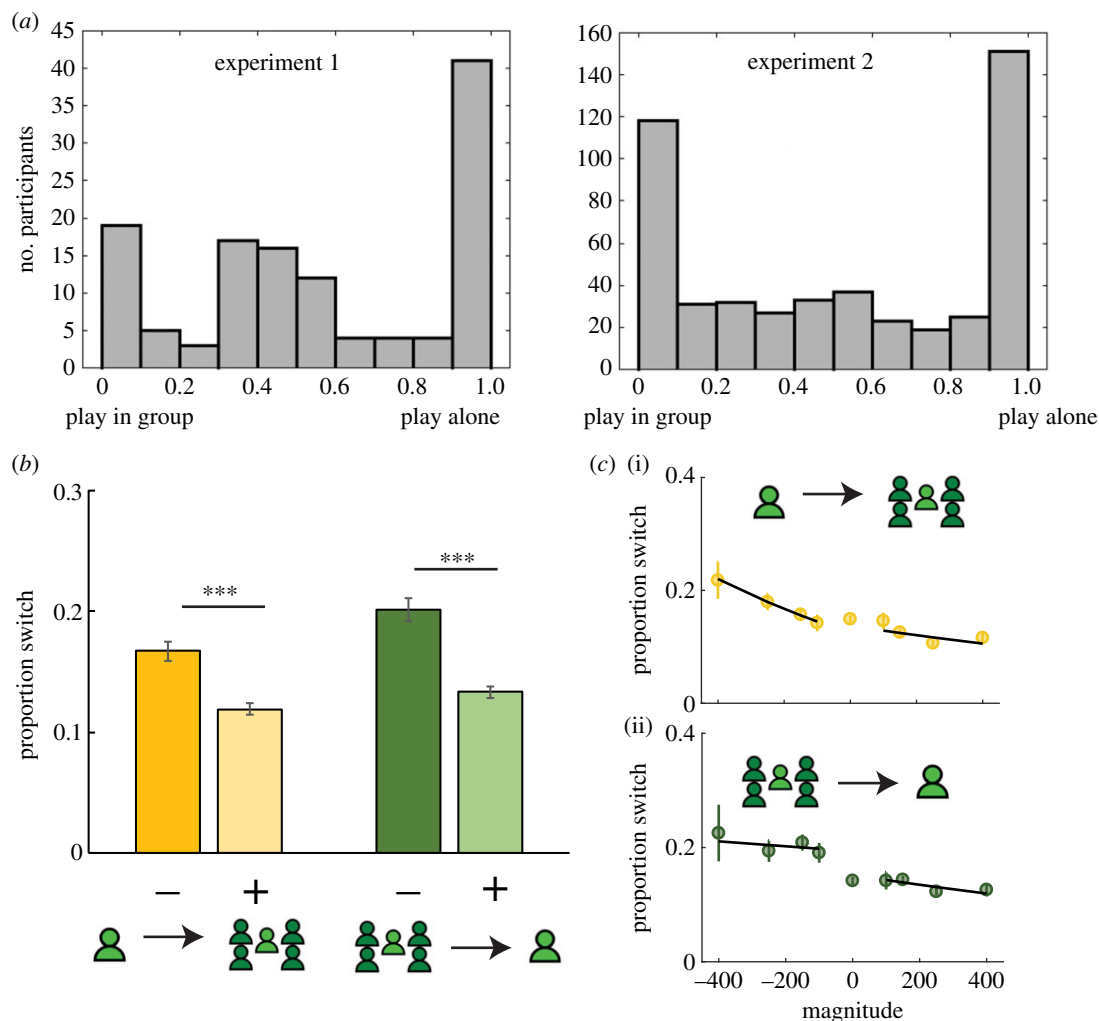 (a)
experiment 1
no. participants
45
40
35
30
25
20
15
10
5
0
0 0.2 0.4 0.6 0.8 1.0
play in group play alone
experiment 2
160
140
120
100
80
60
40
20
0
0 0.2 0.4 0.6 0.8 1.0
play in group play alone
(b)
proportion switch
0.3
0.2
0.1
0
*** ***
– + – +
(c) (i)
proportion switch
0.4
0.2
0
(ii)
proportion switch
0.4
0.2
0
–400 –200 0 200 400
magnitude